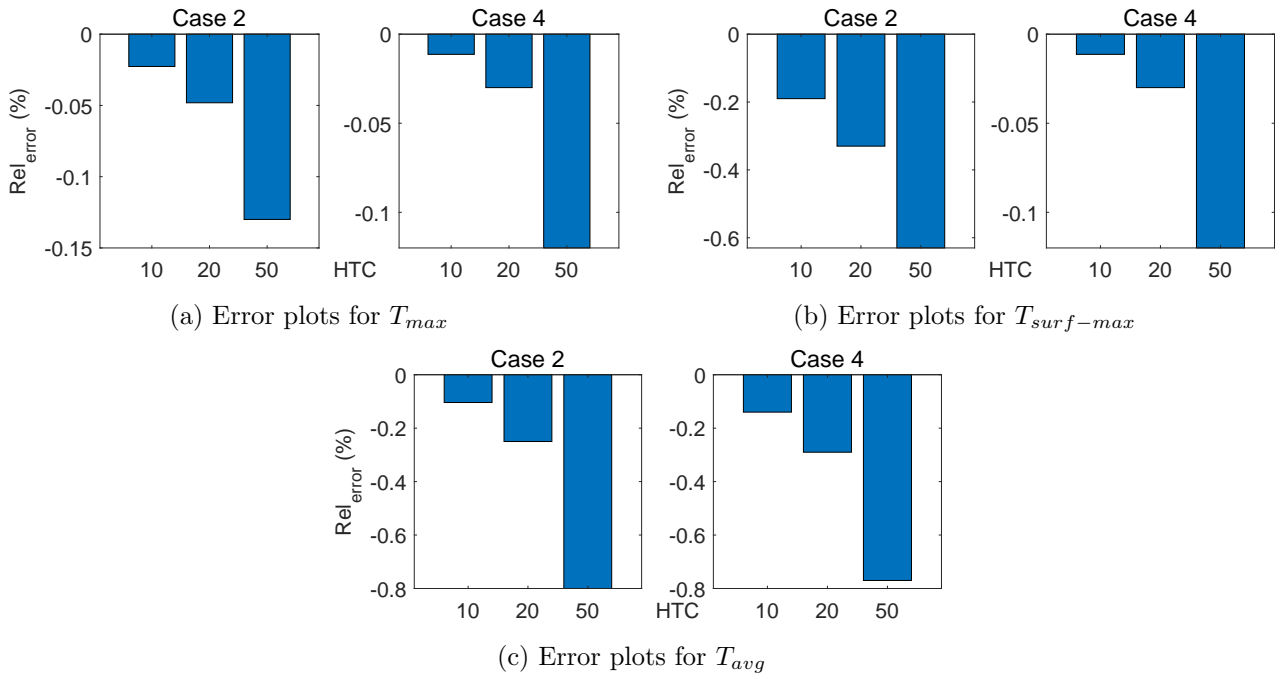 Case 2
Case 4
Case 2
Case 4
0
-0.05
-0.1
-0.15
Rel_error (%)
10 20 50
0
-0.05
-0.1
HTC 10 20 50
0
-0.2
-0.4
-0.6
Rel_error (%)
10 20 50
0
-0.05
-0.1
HTC 10 20 50
(a) Error plots for T_max
(b) Error plots for T_surf−max
Case 2
Case 4
0
-0.2
-0.4
-0.6
-0.8
Rel_error (%)
10 20 50
0
-0.2
-0.4
-0.6
-0.8
HTC 10 20 50
(c) Error plots for T_avg